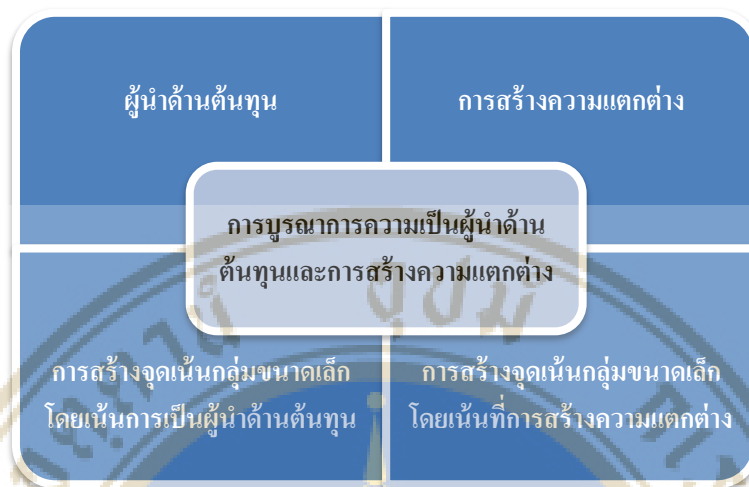 ผู้นำด้านต้นทุน
การสร้างความแตกต่าง
การบูรณาการความเป็นผู้นำด้าน
ต้นทุนและการสร้างความแตกต่าง
การสร้างจุดเน้นกลุ่มขนาดเล็ก
โดยเน้นการเป็นผู้นำด้านต้นทุน
การสร้างจุดเน้นกลุ่มขนาดเล็ก
โดยเน้นที่การสร้างความแตกต่าง